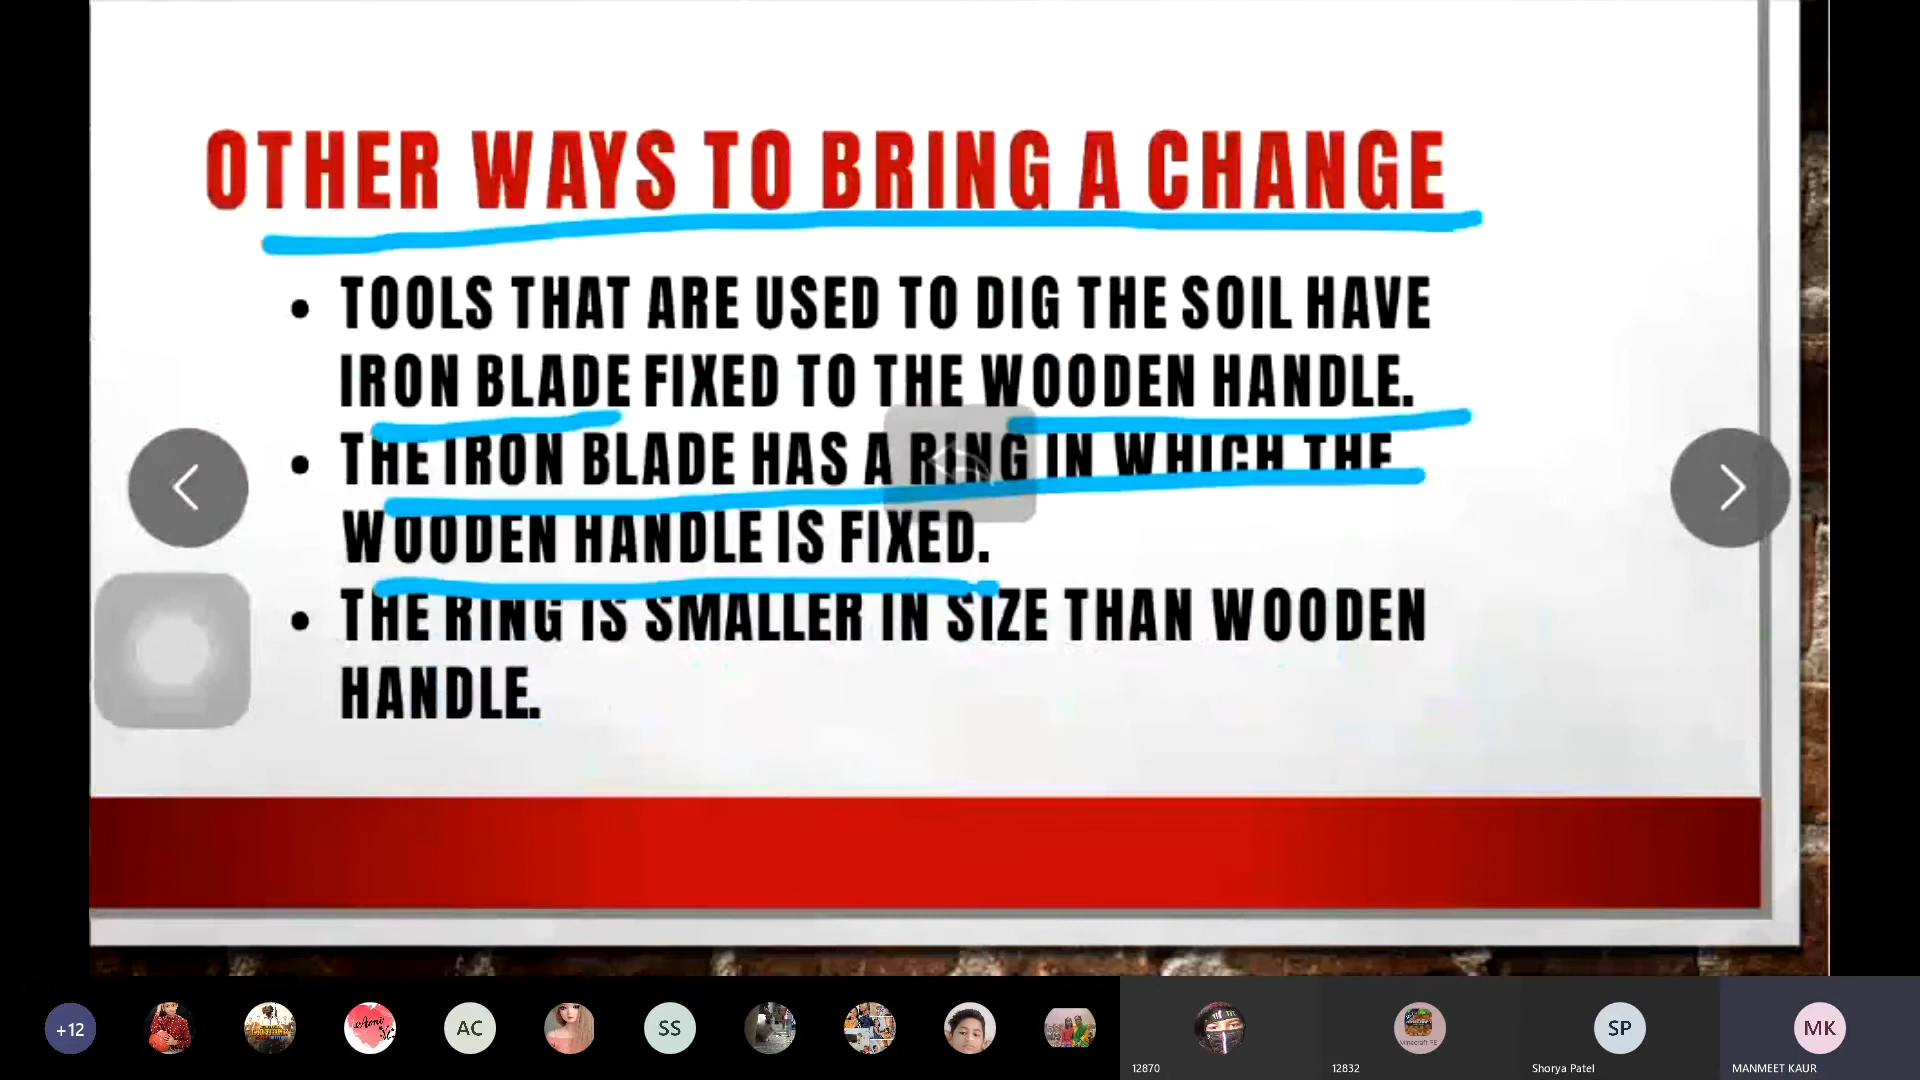 OTHER WAYS TO BRING A CHANGE
• TOOLS THAT ARE USED TO DIG THE SOIL HAVE
IRON BLADE FIXED TO THE WOODEN HANDLE.
• THE IRON BLADE HAS A RING IN WHICH THE
WOODEN HANDLE IS FIXED.
• THE RING IS SMALLER IN SIZE THAN WOODEN
HANDLE.
+12
AC
SS
Minecraft PE
SP
MK
12870
12832
Shorya Patel
MANMEET KAUR